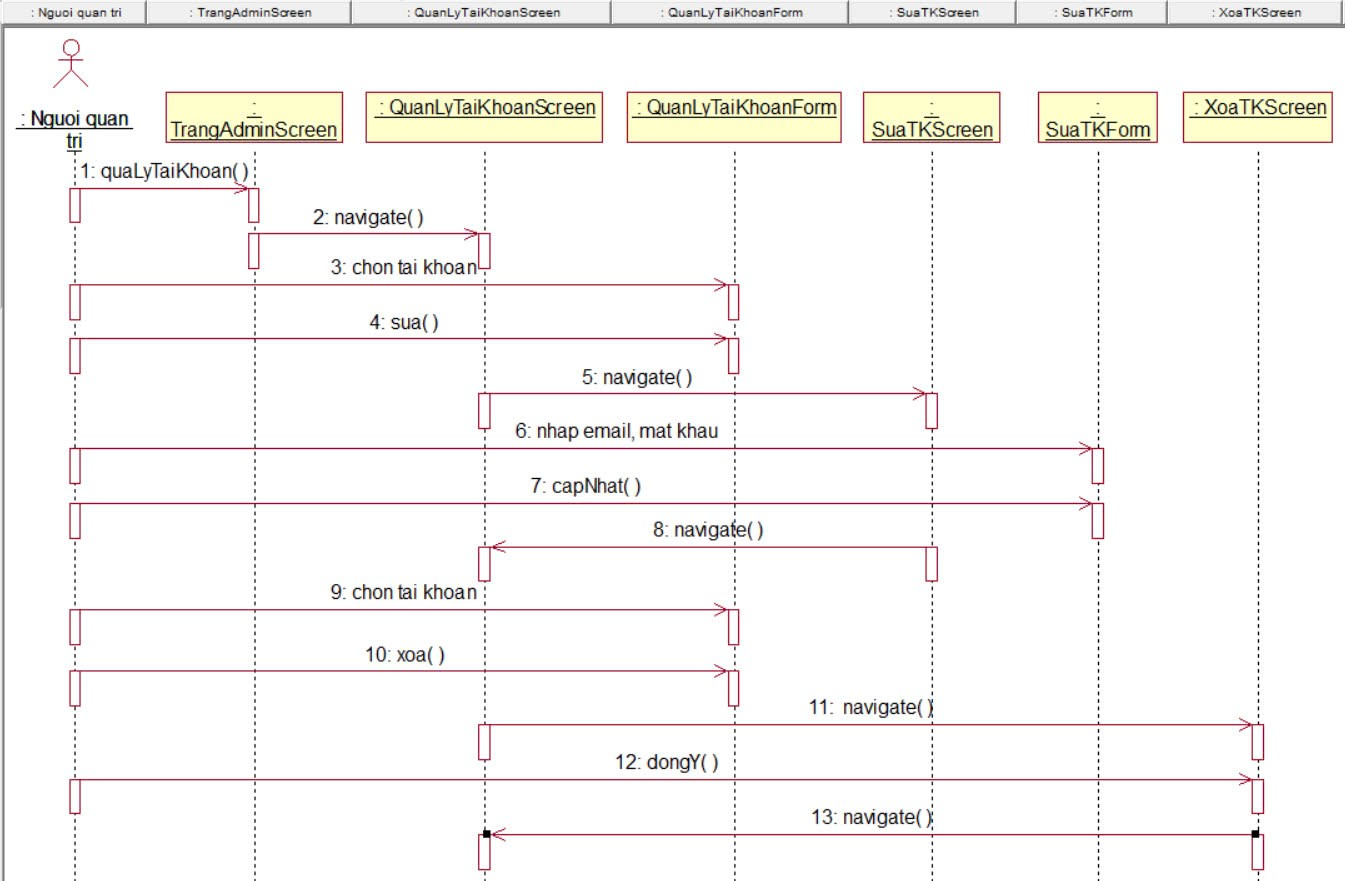 : Nguoi quan tri
: TrangAdminScreen
: QuanLyTaiKhoanScreen
: QuanLyTaiKhoanForm
: SuaTKScreen
: SuaTKForm
: XoaTKScreen
: Nguoi quan
tri
:
TrangAdminScreen
: QuanLyTaiKhoanScreen
: QuanLyTaiKhoanForm
:
SuaTKScreen
:
SuaTKForm
: XoaTKScreen
1: quaLyTaiKhoan( )
2: navigate( )
3: chon tai khoan
4: sua( )
5: navigate( )
6: nhap email, mat khau
7: capNhat( )
8: navigate( )
9: chon tai khoan
10: xoa( )
11: navigate( )
12: dongY( )
13: navigate( )